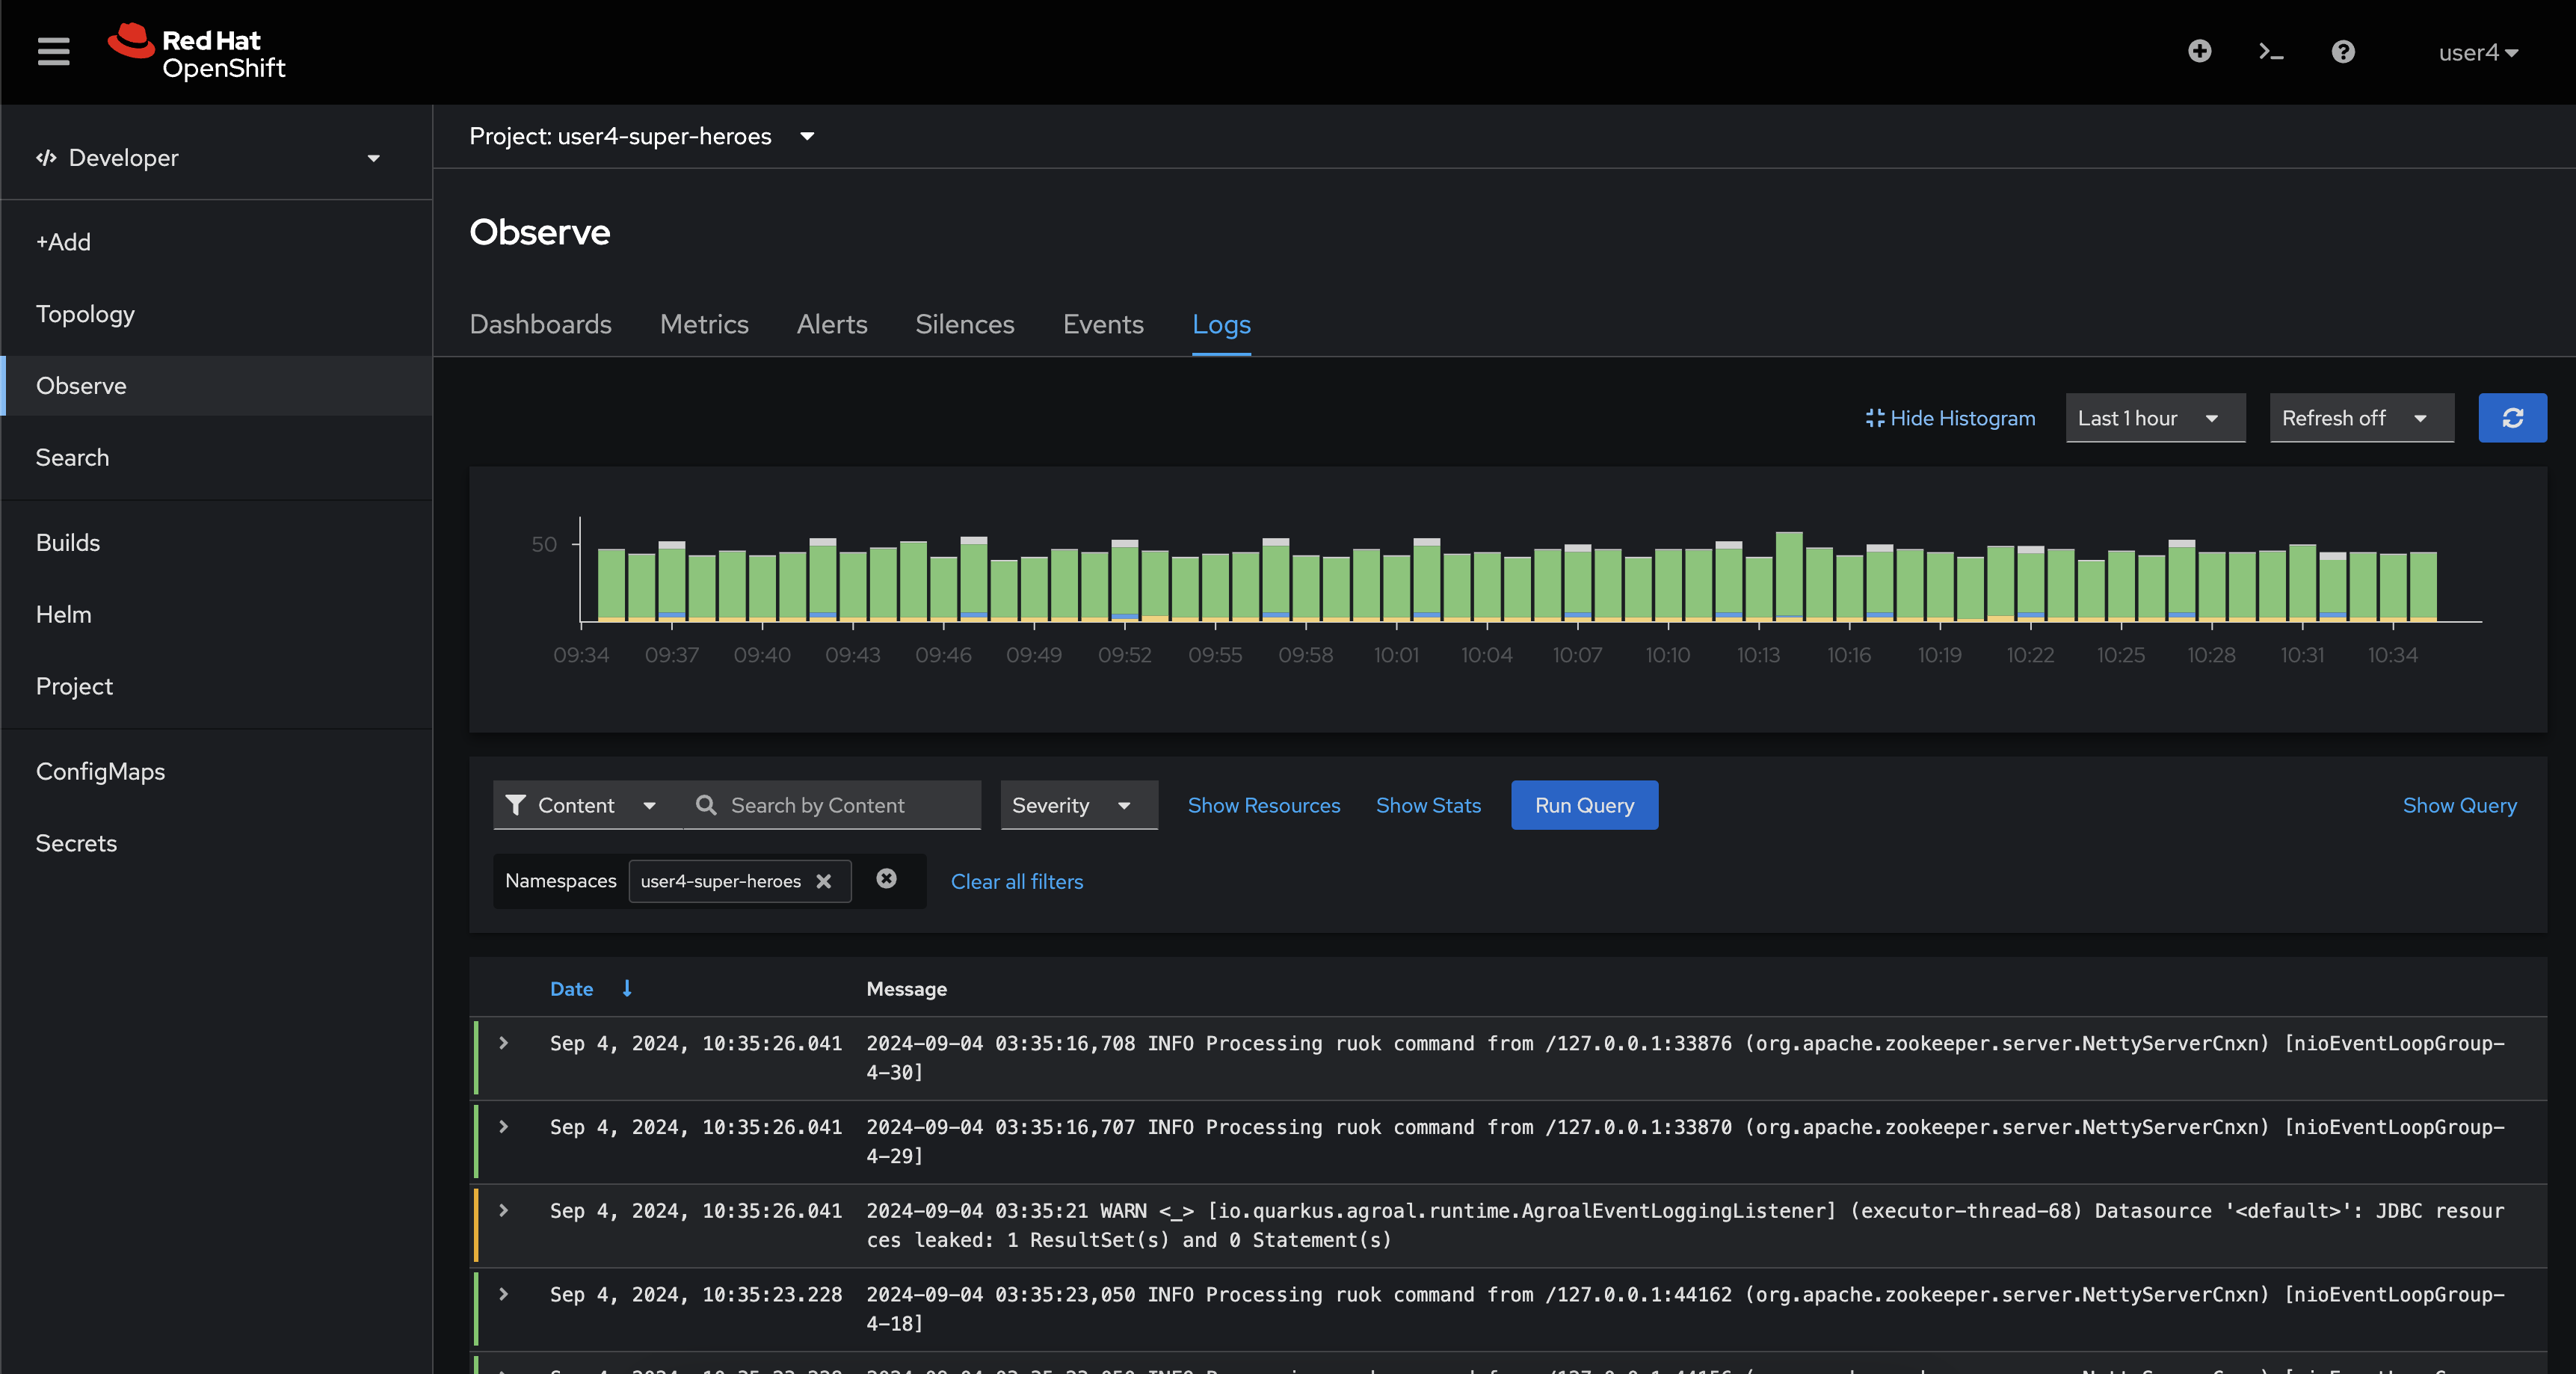 Red Hat
OpenShift
user4
Developer
+Add
Topology
Observe
Search
Builds
Helm
Project
ConfigMaps
Secrets
Project: user4-super-heroes
Observe
Dashboards Metrics Alerts Silences Events Logs
Hide Histogram Last 1 hour Refresh off
50
09:34 09:37 09:40 09:43 09:46 09:49 09:52 09:55 09:58 10:01 10:04 10:07 10:10 10:13 10:16 10:19 10:22 10:25 10:28 10:31 10:34
Content Search by Content Severity Show Resources Show Stats Run Query Show Query
Namespaces user4-super-heroes Clear all filters
Date Message
Sep 4, 2024, 10:35:26.041 2024-09-04 03:35:16,708 INFO Processing ruok command from /127.0.0.1:33876 (org.apache.zookeeper.server.NettyServerCnxn) [nioEventLoopGroup-
4-30]
Sep 4, 2024, 10:35:26.041 2024-09-04 03:35:16,707 INFO Processing ruok command from /127.0.0.1:33870 (org.apache.zookeeper.server.NettyServerCnxn) [nioEventLoopGroup-
4-29]
Sep 4, 2024, 10:35:26.041 2024-09-04 03:35:21 WARN <_> [io.quarkus.agroal.runtime.AgroalEventLoggingListener] (executor-thread-68) Datasource '<default>': JDBC resour
ces leaked: 1 ResultSet(s) and 0 Statement(s)
Sep 4, 2024, 10:35:23.228 2024-09-04 03:35:23,050 INFO Processing ruok command from /127.0.0.1:44162 (org.apache.zookeeper.server.NettyServerCnxn) [nioEventLoopGroup-
4-18]